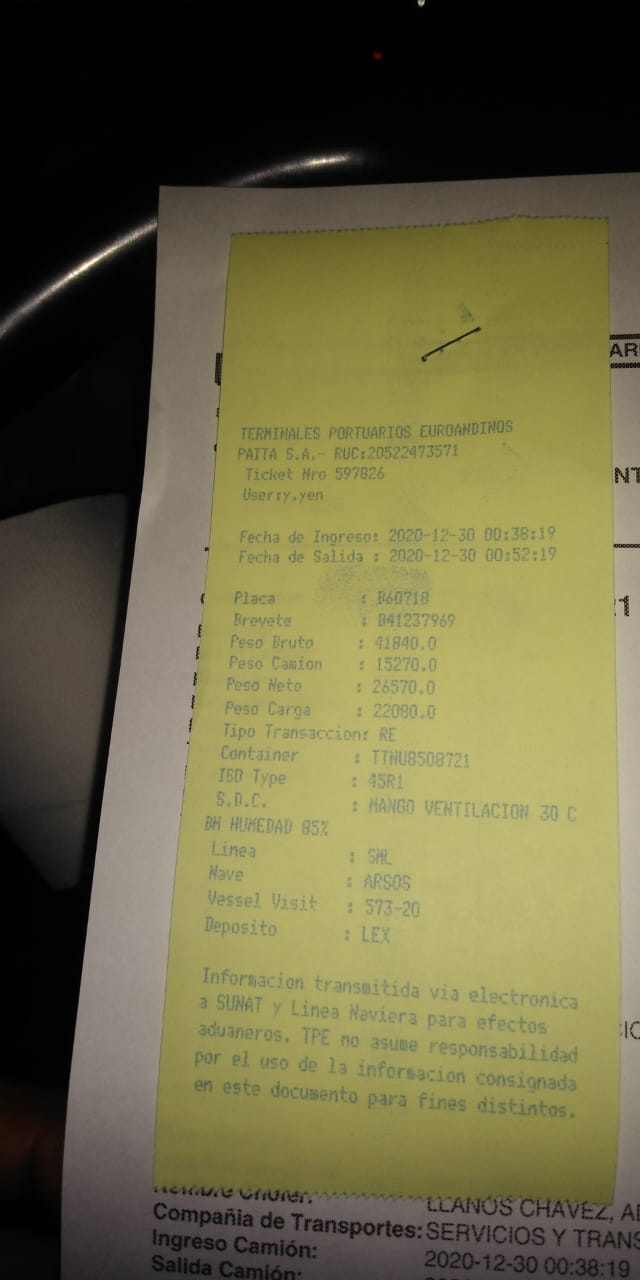 TERMINALES PORTUARIOS EUROANDINOS
PAITA S.A.- RUC:20522473571
Ticket Nro 597826
User:y.yen
Fecha de Ingreso: 2020-12-30 00:38:19
Fecha de Salida : 2020-12-30 00:52:19
Placa : B6071B
Brevete : B41237969
Peso Bruto : 41840.0
Peso Camion : 15270.0
Peso Neto : 26570.0
Peso Carga : 22080.0
Tipo Transaccion: RE
Container : TTNU8508721
ISO Type : 45R1
S.D.C. : MANGO VENTILACION 30 C
BM HUMEDAD 85%
Linea : SML
Nave : ARSOS
Vessel Visit : 573-20
Deposito : LEX
Informacion transmitida via electronica
a SUNAT y Linea Naviera para efectos
aduaneros. TPE no asume responsabilidad
por el uso de la informacion consignada
en este documento para fines distintos.
Nombre Chofer: LLANOS CHAVEZ, AD
Compañia de Transportes: SERVICIOS Y TRANS
Ingreso Camión: 2020-12-30 00:38:19
Salida Camión: